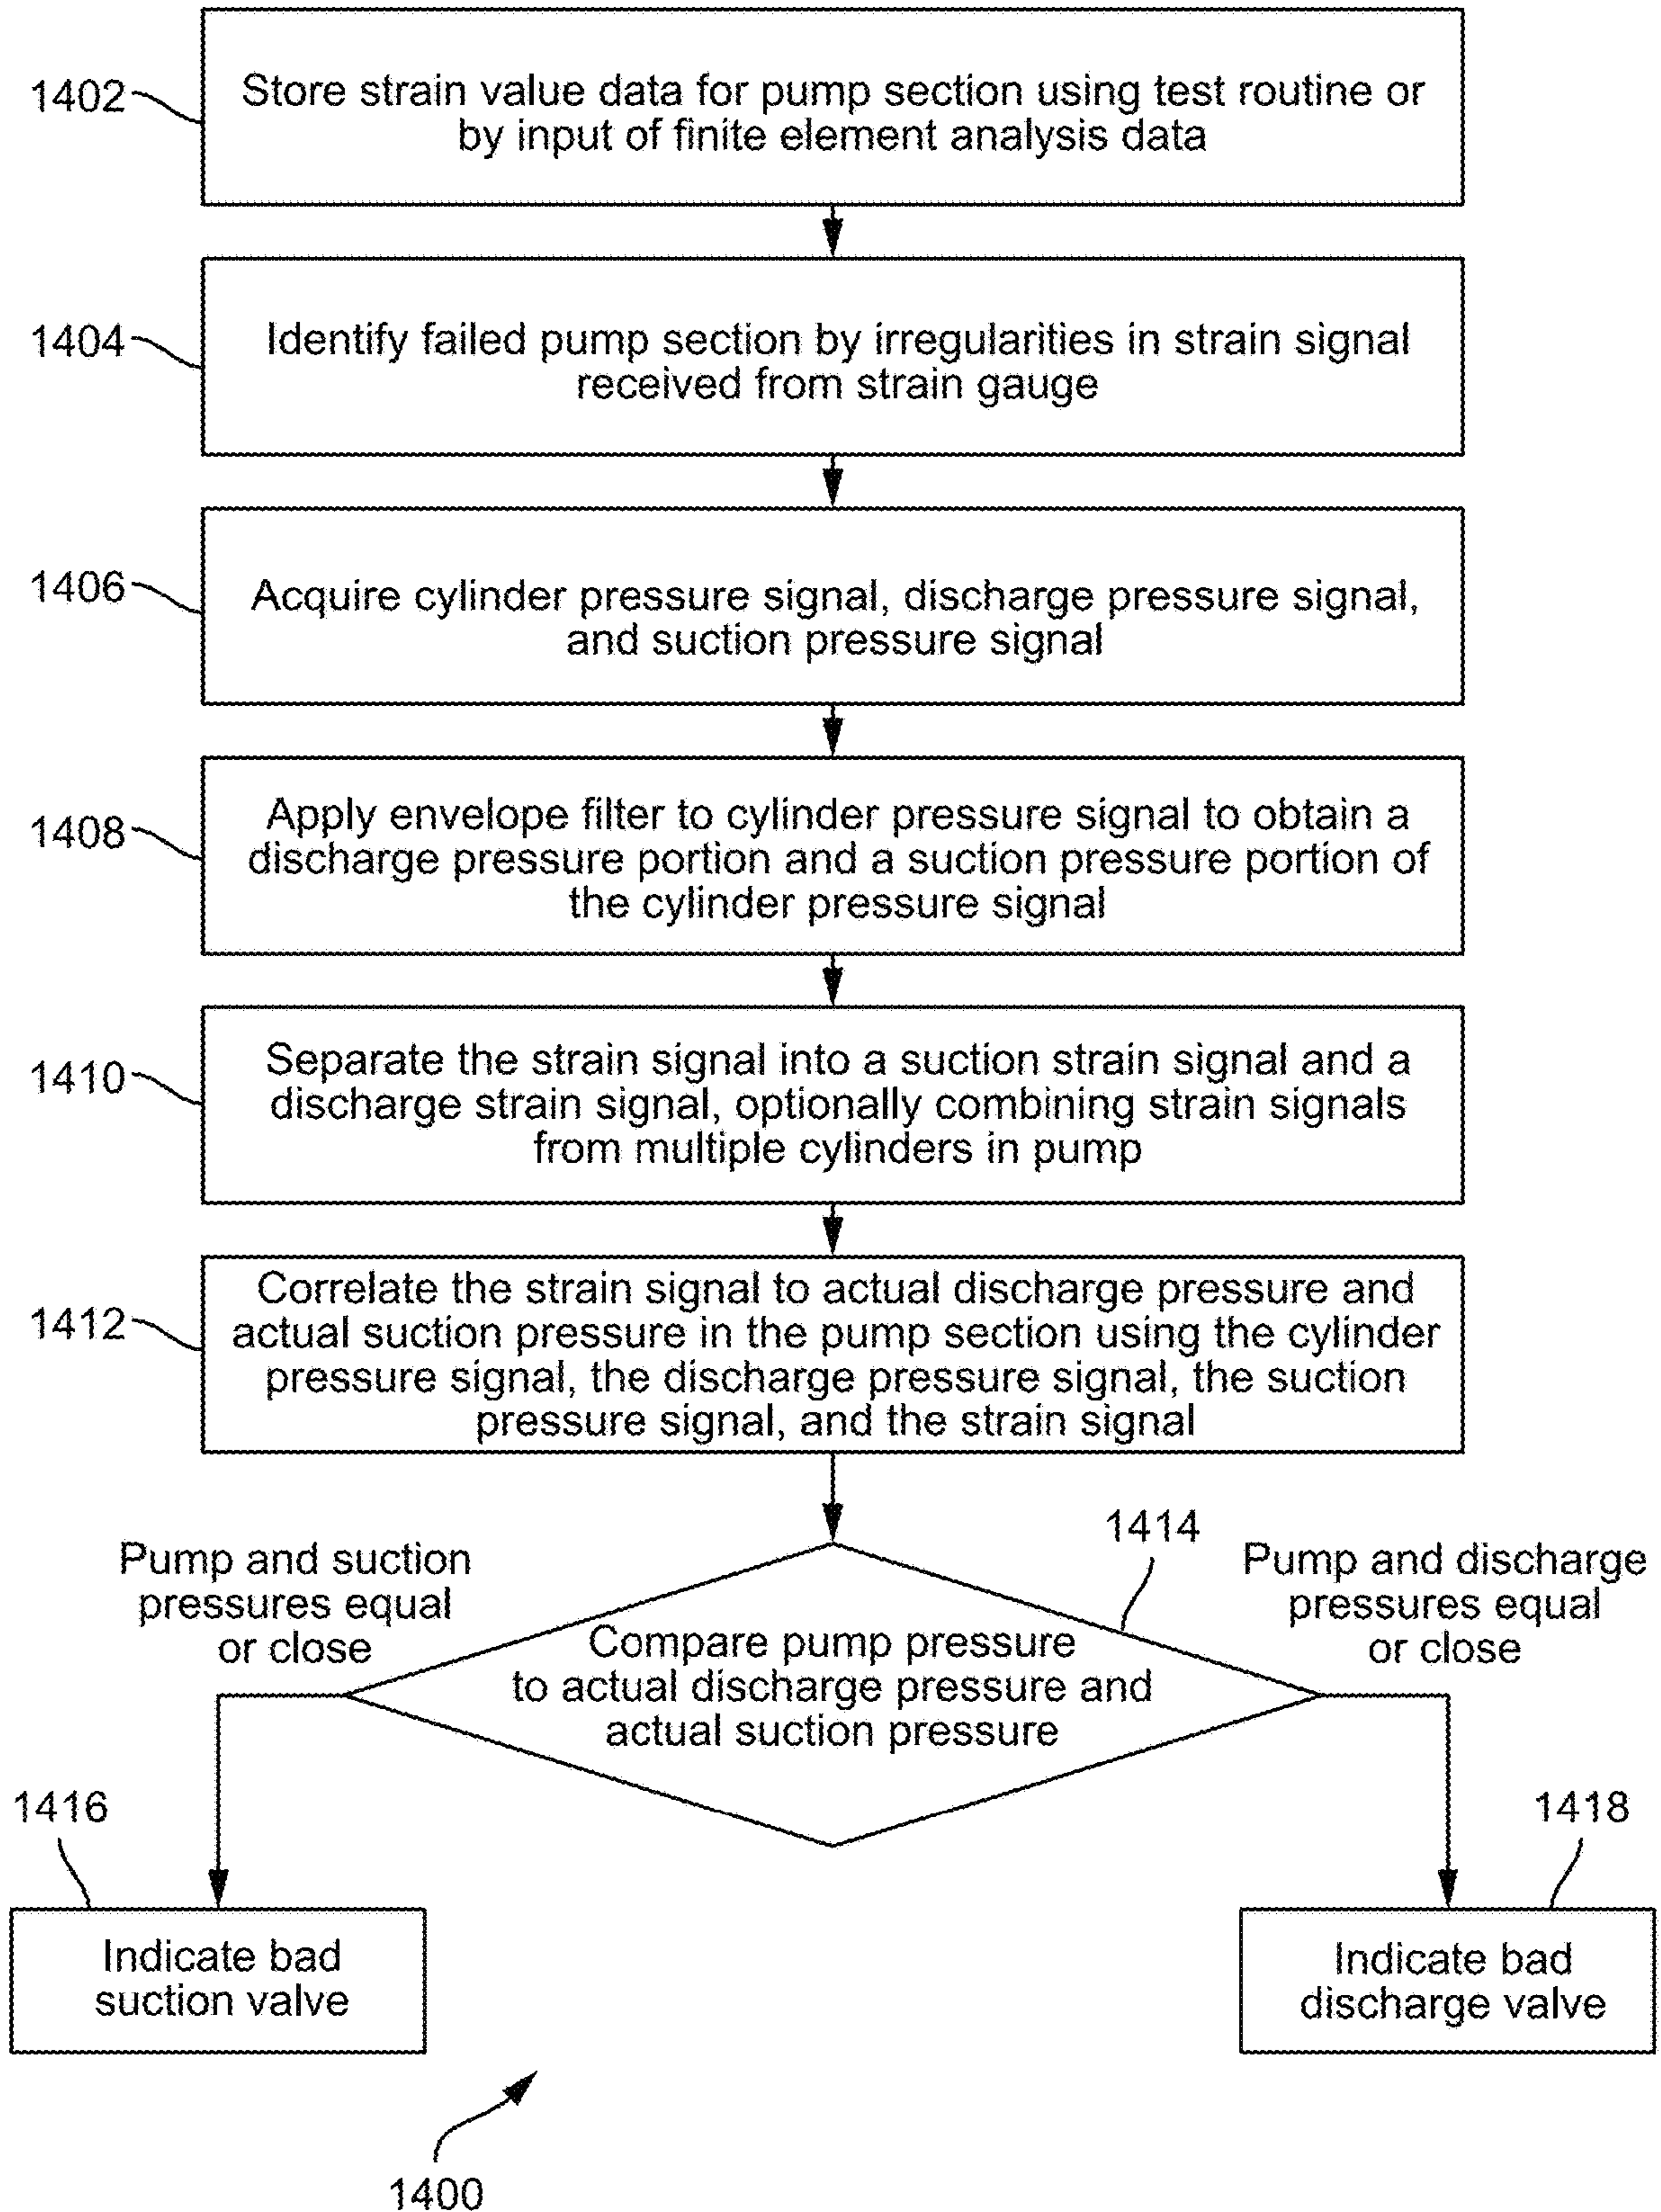 1402
Store strain value data for pump section using test routine or
by input of finite element analysis data
1404
Identify failed pump section by irregularities in strain signal
received from strain gauge
1406
Acquire cylinder pressure signal, discharge pressure signal,
and suction pressure signal
1408
Apply envelope filter to cylinder pressure signal to obtain a
discharge pressure portion and a suction pressure portion of
the cylinder pressure signal
1410
Separate the strain signal into a suction strain signal and a
discharge strain signal, optionally combining strain signals
from multiple cylinders in pump
1412
Correlate the strain signal to actual discharge pressure and
actual suction pressure in the pump section using the cylinder
pressure signal, the discharge pressure signal, the suction
pressure signal, and the strain signal
1414
Pump and suction
pressures equal
or close
Compare pump pressure
to actual discharge pressure and
actual suction pressure
Pump and discharge
pressures equal
or close
1416
Indicate bad
suction valve
1418
Indicate bad
discharge valve
1400